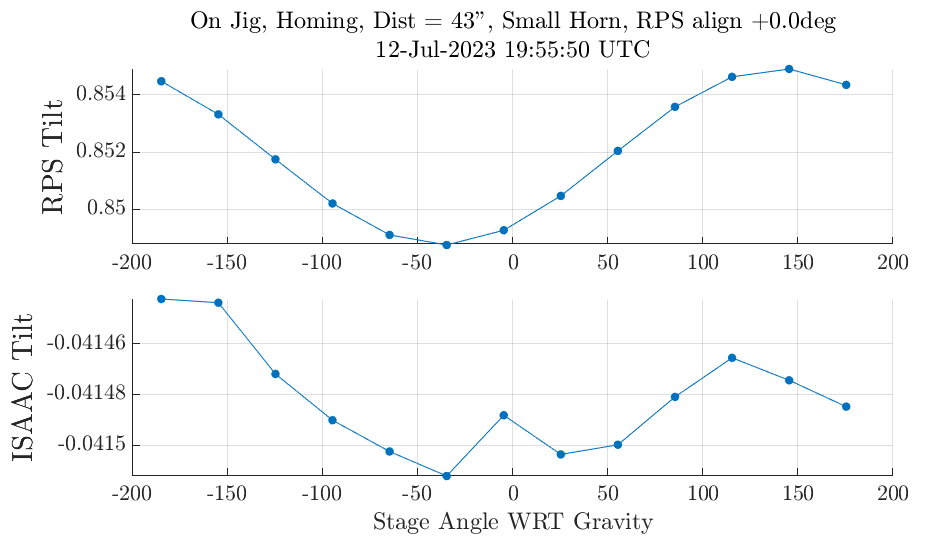 On Jig, Homing, Dist = 43”, Small Horn, RPS align +0.0deg
12-Jul-2023 19:55:50 UTC
RPS Tilt
0.854
0.852
0.85
-200 -150 -100 -50 0 50 100 150 200
ISAAC Tilt
-0.04146
-0.04148
-0.0415
-200 -150 -100 -50 0 50 100 150 200
Stage Angle WRT Gravity